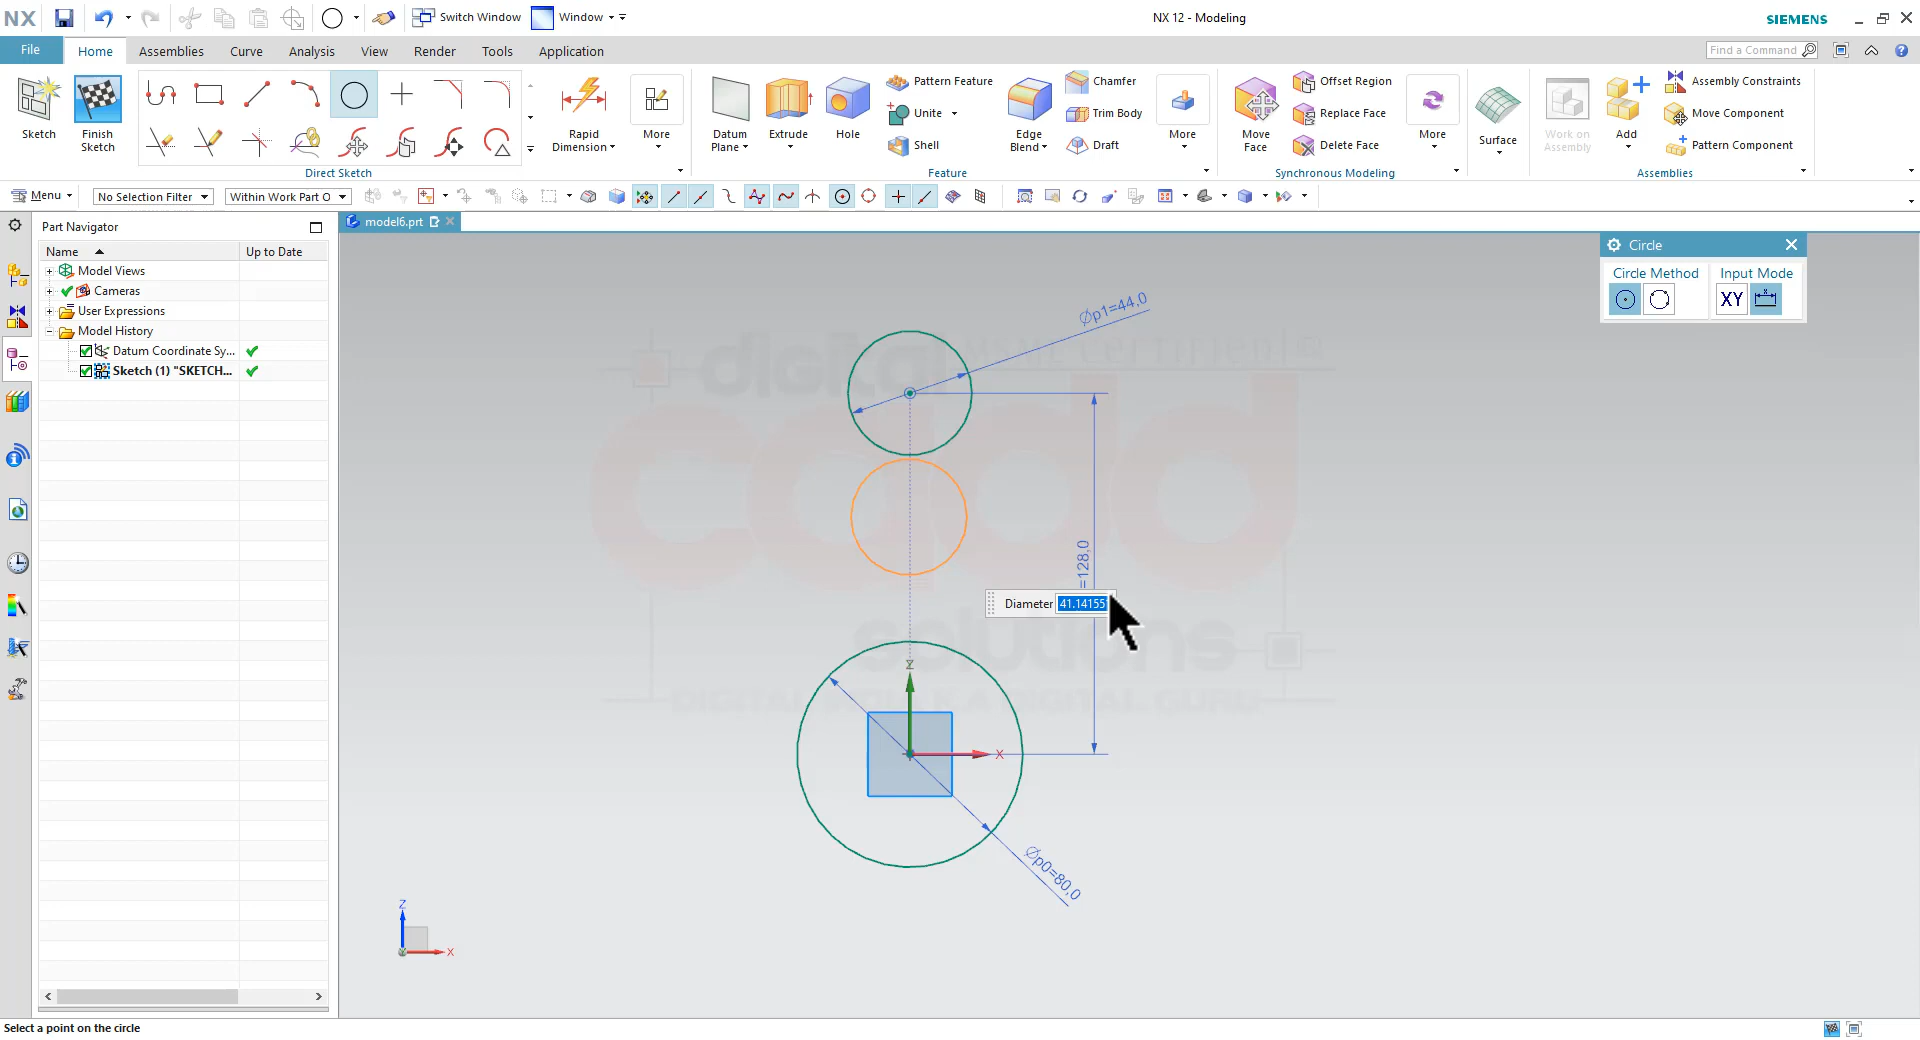 NX
Switch Window
Window
NX 12 - Modeling
SIEMENS
File
Home
Assemblies
Curve
Analysis
View
Render
Tools
Application
Find a Command
Sketch
Finish Sketch
Rapid Dimension
More
Direct Sketch
Datum Plane
Extrude
Hole
Pattern Feature
Unite
Shell
Edge Blend
Chamfer
Trim Body
Draft
More
Feature
Move Face
Offset Region
Replace Face
Delete Face
More
Synchronous Modeling
Surface
Work on Assembly
Add
Assembly Constraints
Move Component
Pattern Component
Assemblies
Menu
No Selection Filter
Within Work Part O
Part Navigator
model6.prt
Name
Up to Date
Model Views
Cameras
User Expressions
Model History
Datum Coordinate Sy...
Sketch (1) "SKETCH...
Circle
Circle Method
Input Mode
XY
Øp1=44,0
digital
cadd
=128,0
Diameter 41.14155
solutions
Z
X
Øp0=80,0
Z
X
Select a point on the circle